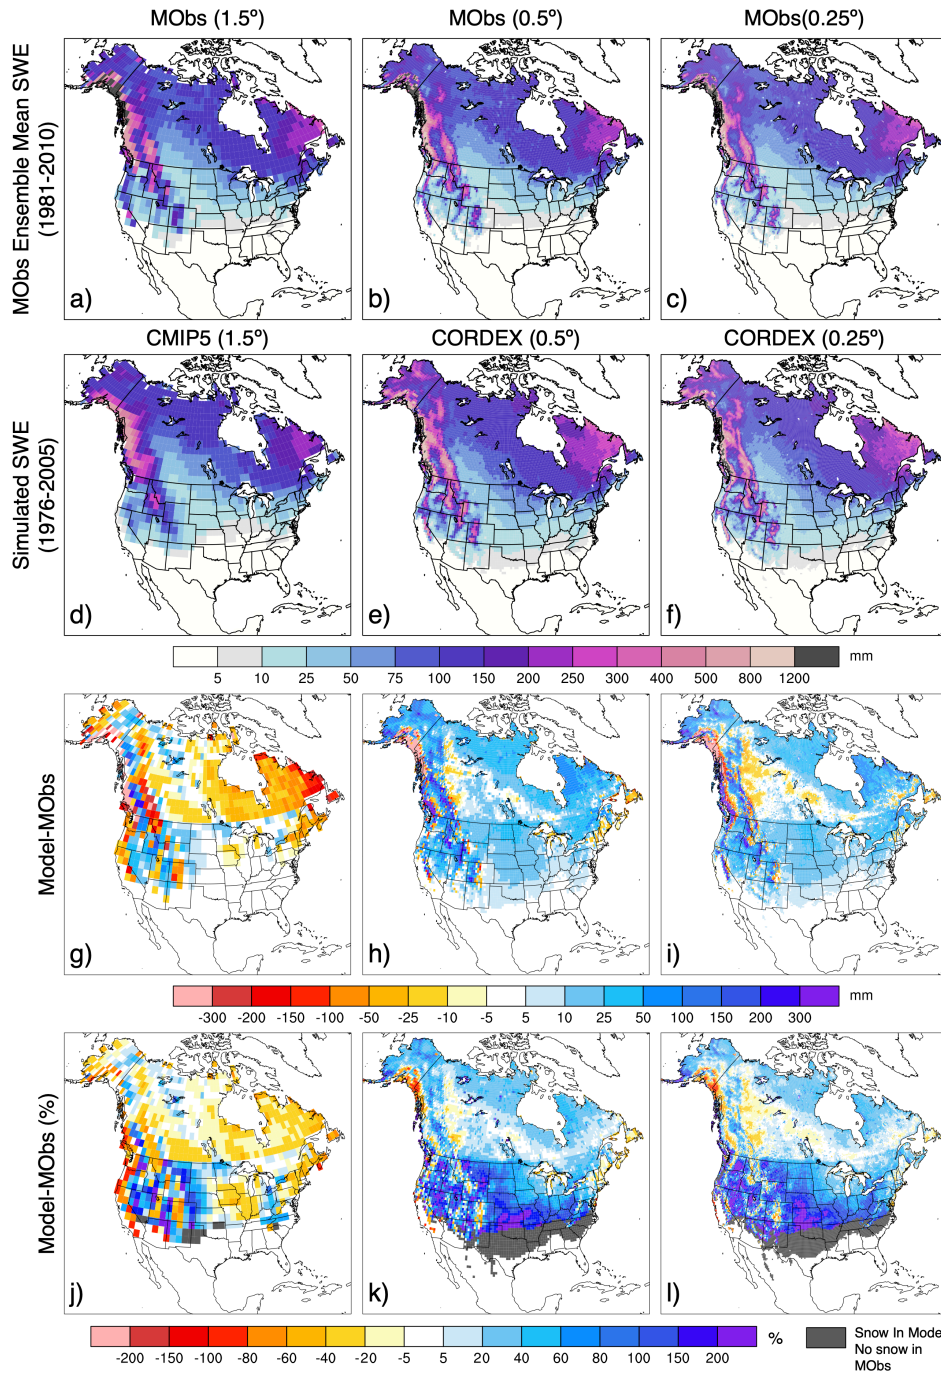 MObs (1.5º) MObs (0.5º) MObs(0.25º)
MObs Ensemble Mean SWE
(1981-2010)
a) b) c)
CMIP5 (1.5º) CORDEX (0.5º) CORDEX (0.25º)
Simulated SWE
(1976-2005)
d) e) f)
5 10 25 50 75 100 150 200 250 300 400 500 800 1200 mm
Model-MObs
g) h) i)
-300 -200 -150 -100 -50 -25 -10 -5 5 10 25 50 100 150 200 300 mm
Model-MObs (%)
j) k) l)
-200 -150 -100 -80 -60 -40 -20 -5 5 20 40 60 80 100 150 200 %
Snow In Mode
No snow in
MObs